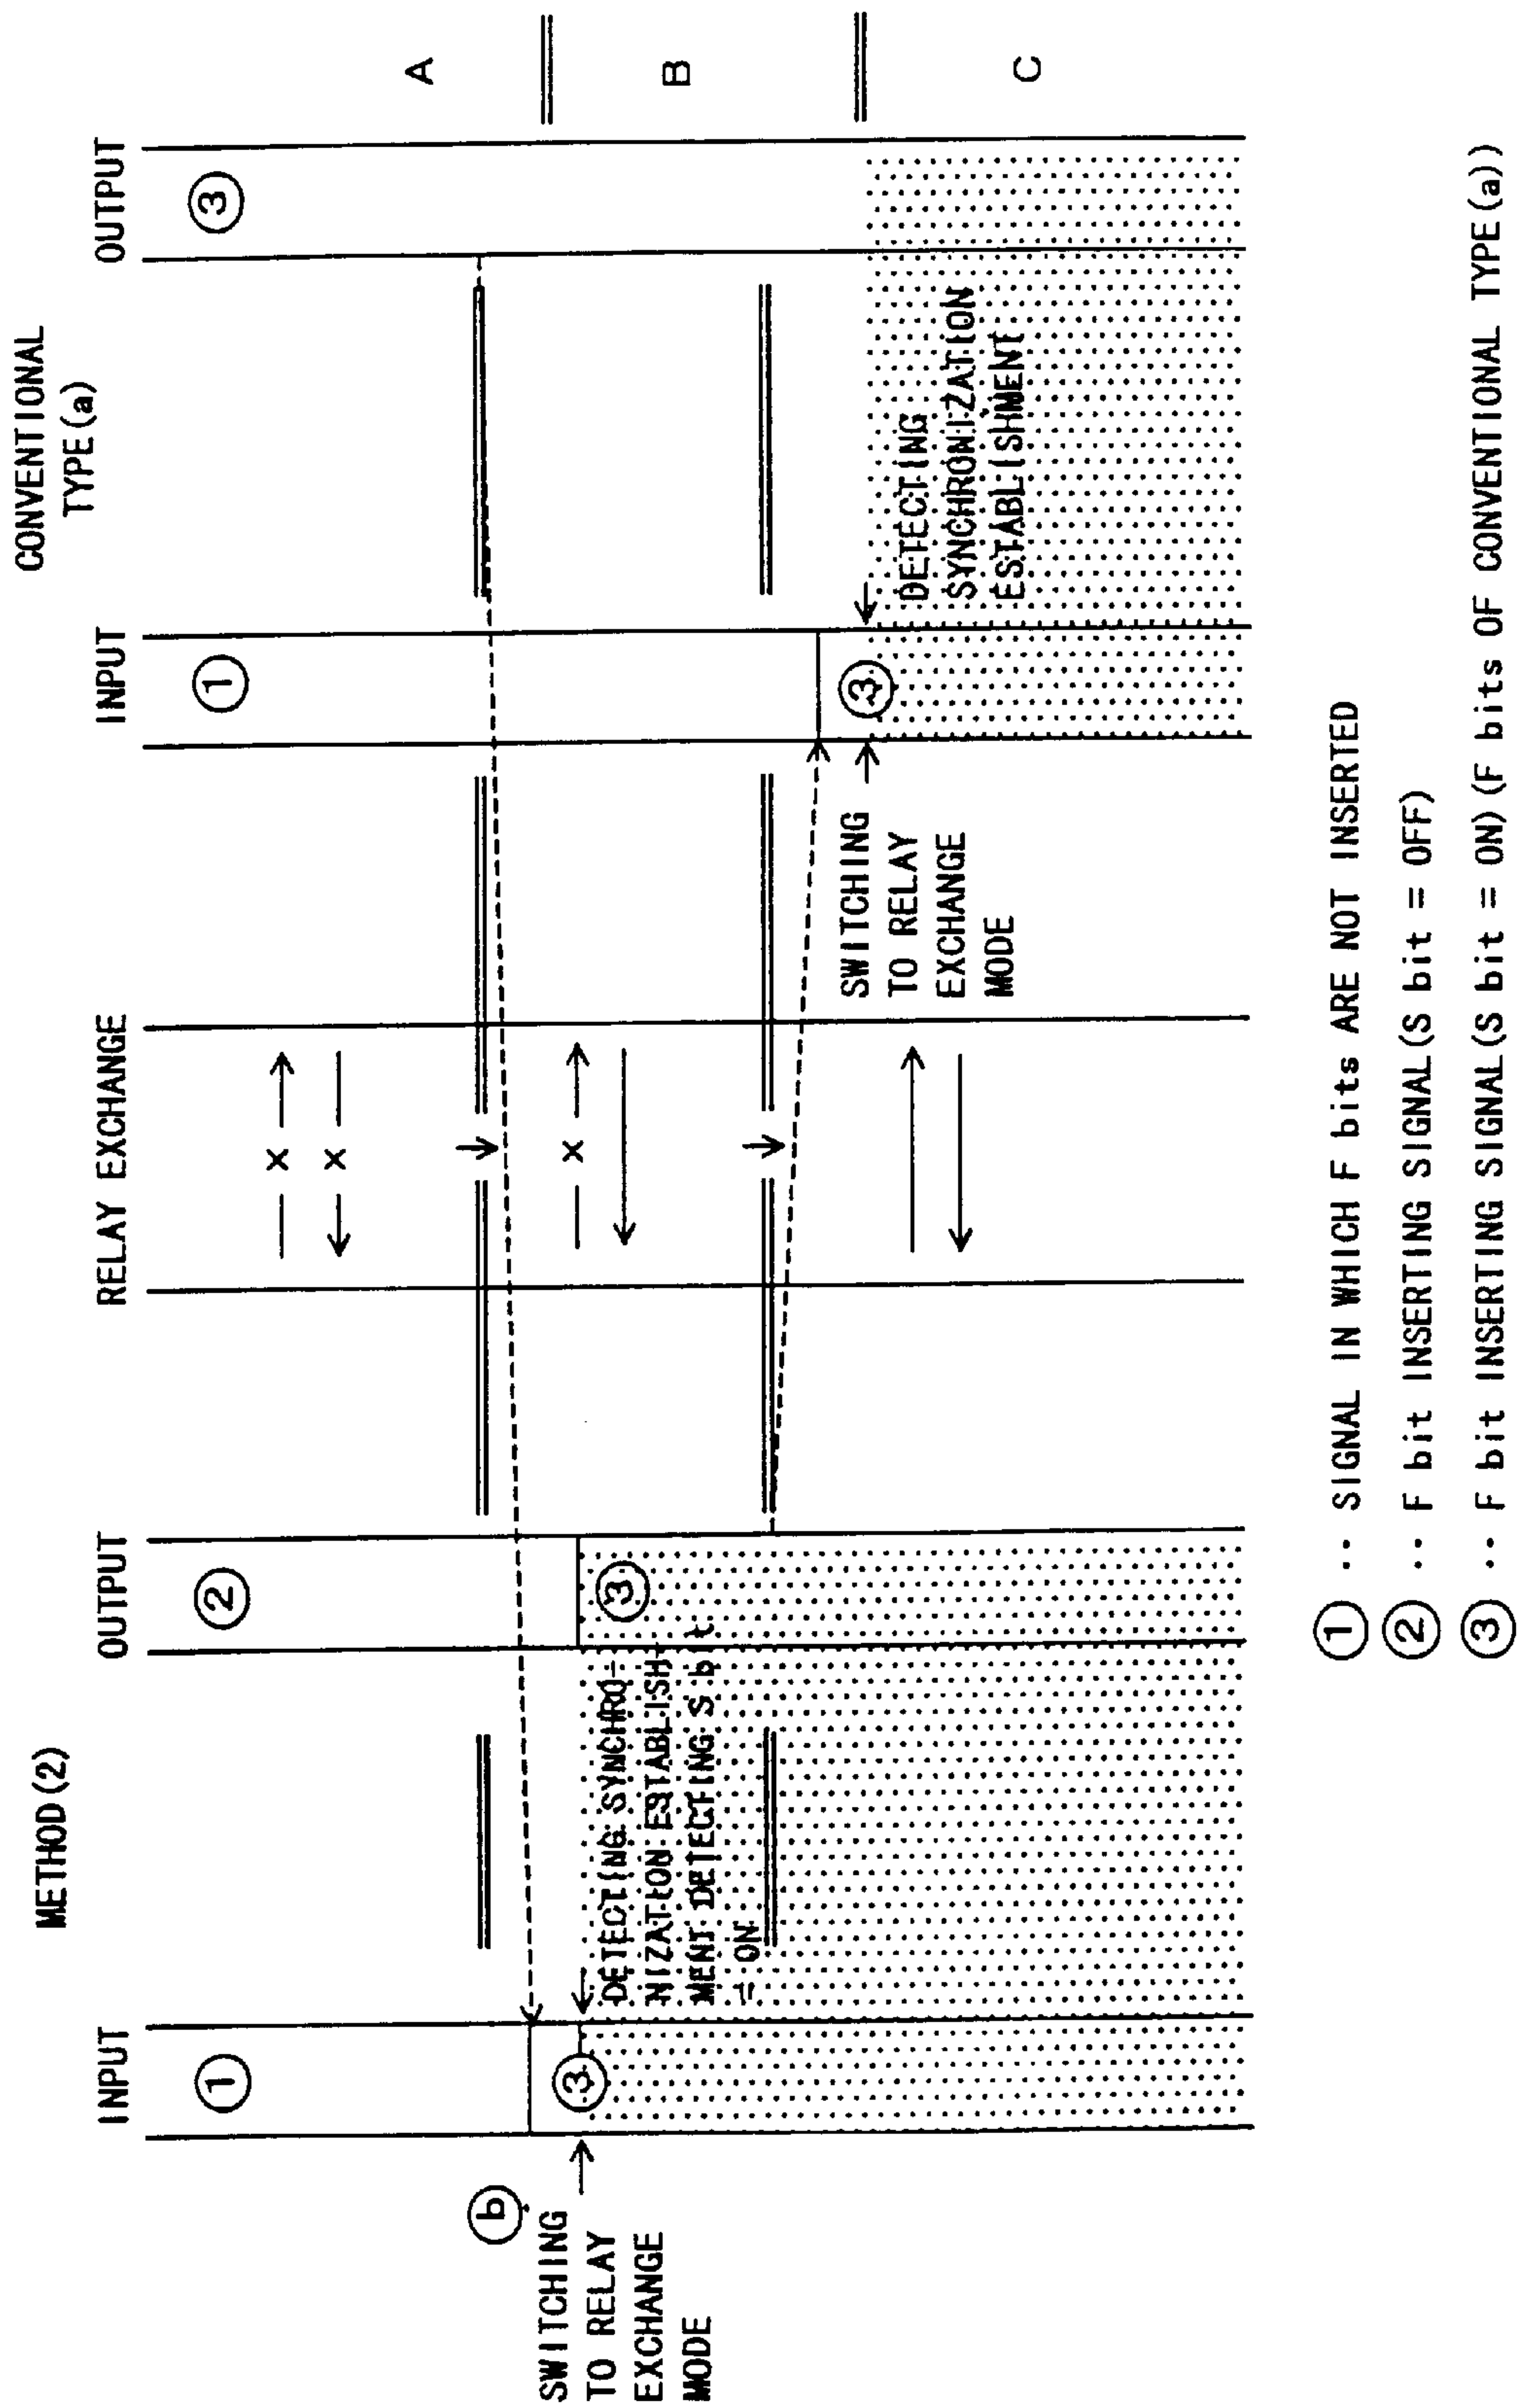 METHOD(2)
CONVENTIONAL
TYPE(a)
INPUT
OUTPUT
RELAY EXCHANGE
INPUT
OUTPUT
①
②
①
③
A
x
x
ⓑ
SWITCHING
TO RELAY
EXCHANGE
MODE
③
DETECTING SYNCHRO-
NIZATION ESTABLISH-
MENT DETECTING S bit
= ON
③
x
B
SWITCHING
TO RELAY
EXCHANGE
MODE
③
DETECTING
SYNCHRONIZATION
ESTABLISHMENT
C
① ‥ SIGNAL IN WHICH F bits ARE NOT INSERTED
② ‥ F bit INSERTING SIGNAL(S bit = OFF)
③ ‥ F bit INSERTING SIGNAL(S bit = ON)(F bits OF CONVENTIONAL TYPE(a))